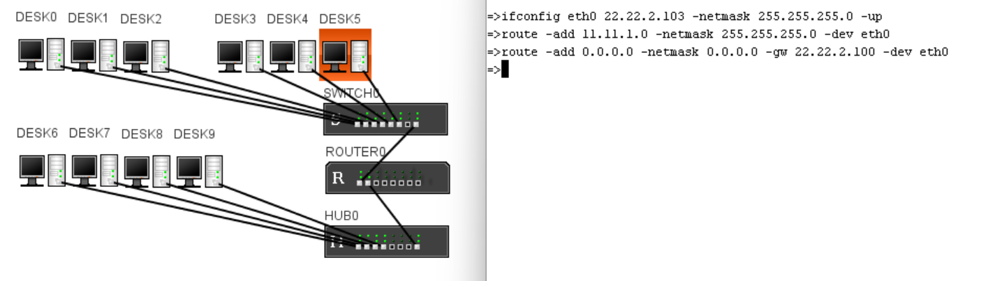 DESK0 DESK1 DESK2 DESK3 DESK4 DESK5
SWITCH0
DESK6 DESK7 DESK8 DESK9
ROUTER0
R
HUB0
=>ifconfig eth0 22.22.2.103 -netmask 255.255.255.0 -up
=>route -add 11.11.1.0 -netmask 255.255.255.0 -dev eth0
=>route -add 0.0.0.0 -netmask 0.0.0.0 -gw 22.22.2.100 -dev eth0
=>